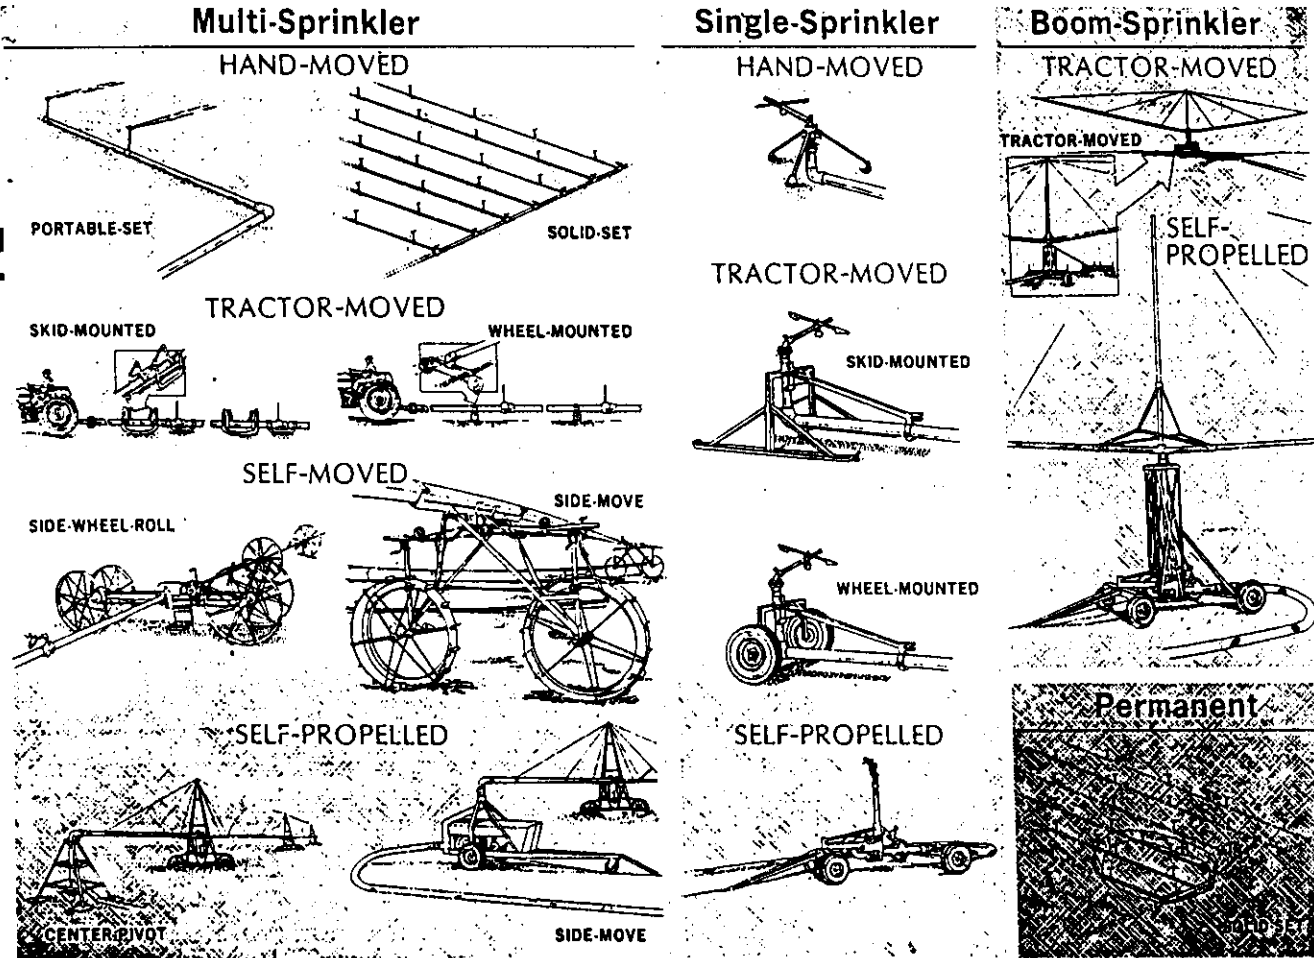 Multi-Sprinkler
HAND-MOVED
PORTABLE-SET
SOLID-SET
TRACTOR-MOVED
SKID-MOUNTED
WHEEL-MOUNTED
SELF-MOVED
SIDE-WHEEL-ROLL
SIDE-MOVE
SELF-PROPELLED
CENTER PIVOT
SIDE-MOVE
Single-Sprinkler
HAND-MOVED
TRACTOR-MOVED
SKID-MOUNTED
WHEEL-MOUNTED
SELF-PROPELLED
Boom-Sprinkler
TRACTOR-MOVED
TRACTOR-MOVED
SELF-
PROPELLED
Permanent
SOLID SET